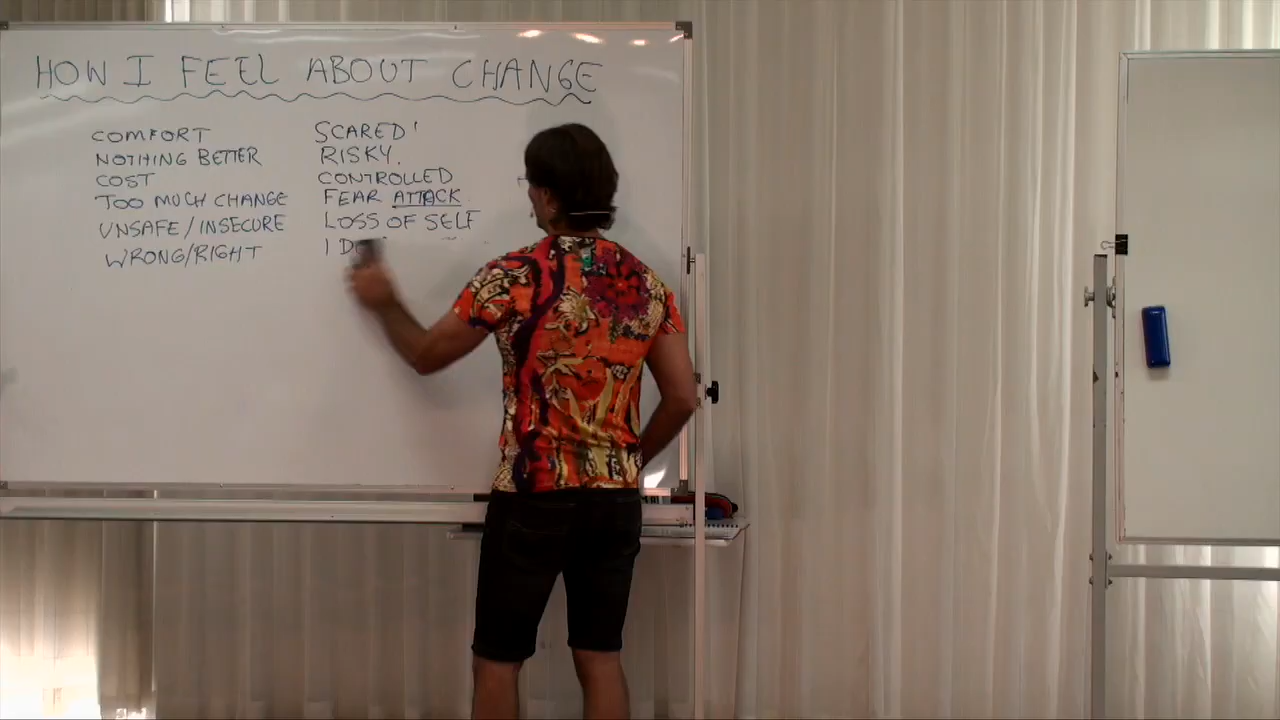 HOW I FEEL ABOUT CHANGE
COMFORT
NOTHING BETTER
COST
TOO MUCH CHANGE
UNSAFE/INSECURE
WRONG/RIGHT
SCARED
RISKY.
CONTROLLED
FEAR ATTACK
LOSS OF SELF
I